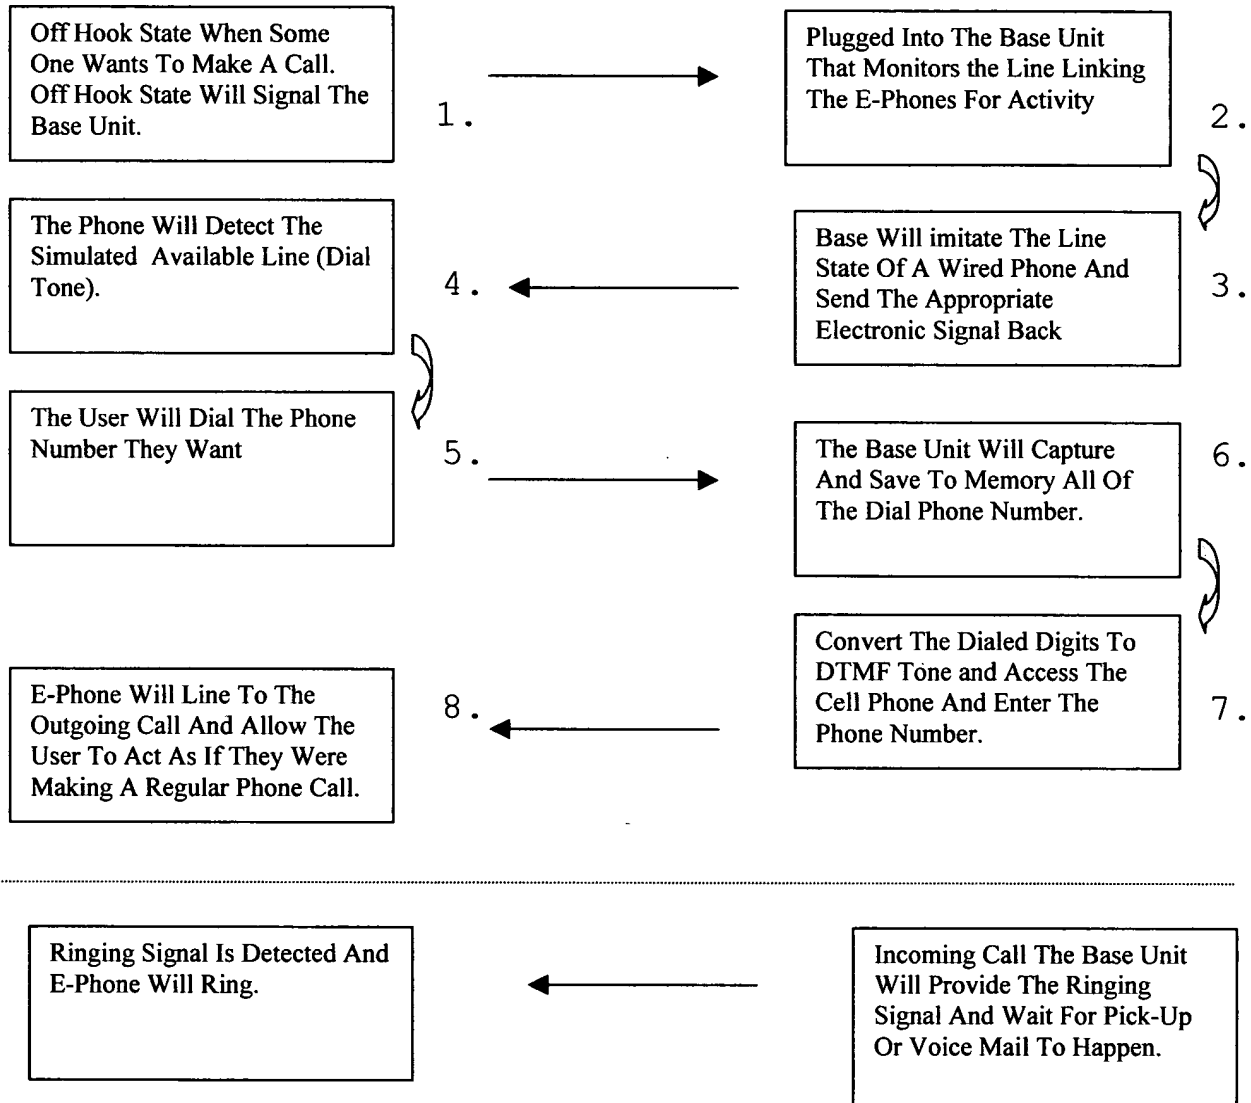 Off Hook State When Some
One Wants To Make A Call.
Off Hook State Will Signal The
Base Unit.
1.
Plugged Into The Base Unit
That Monitors the Line Linking
The E-Phones For Activity
2.
Base Will imitate The Line
State Of A Wired Phone And
Send The Appropriate
Electronic Signal Back
3.
The Phone Will Detect The
Simulated Available Line (Dial
Tone).
4.
The User Will Dial The Phone
Number They Want
5.
The Base Unit Will Capture
And Save To Memory All Of
The Dial Phone Number.
6.
Convert The Dialed Digits To
DTMF Tone and Access The
Cell Phone And Enter The
Phone Number.
7.
E-Phone Will Line To The
Outgoing Call And Allow The
User To Act As If They Were
Making A Regular Phone Call.
8.
Ringing Signal Is Detected And
E-Phone Will Ring.
Incoming Call The Base Unit
Will Provide The Ringing
Signal And Wait For Pick-Up
Or Voice Mail To Happen.